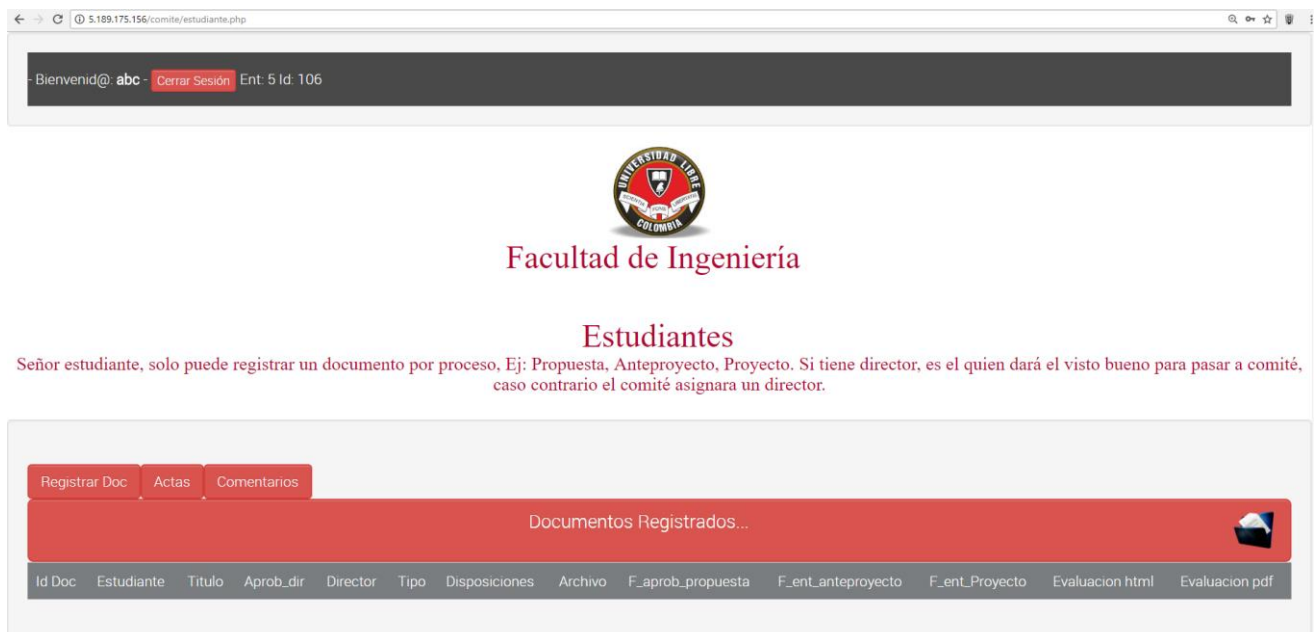 5.189.175.156/comite/estudiante.php
- Bienvenid@: abc - Cerrar Sesión Ent: 5 Id: 106
UNIVERSIDAD LIBRE
COLOMBIA
Facultad de Ingeniería
Estudiantes
Señor estudiante, solo puede registrar un documento por proceso, Ej: Propuesta, Anteproyecto, Proyecto. Si tiene director, es el quien dará el visto bueno para pasar a comité,
caso contrario el comité asignara un director.
Registrar Doc Actas Comentarios
Documentos Registrados...
Id Doc Estudiante Titulo Aprob_dir Director Tipo Disposiciones Archivo F_aprob_propuesta F_ent_anteproyecto F_ent_Proyecto Evaluacion html Evaluacion pdf